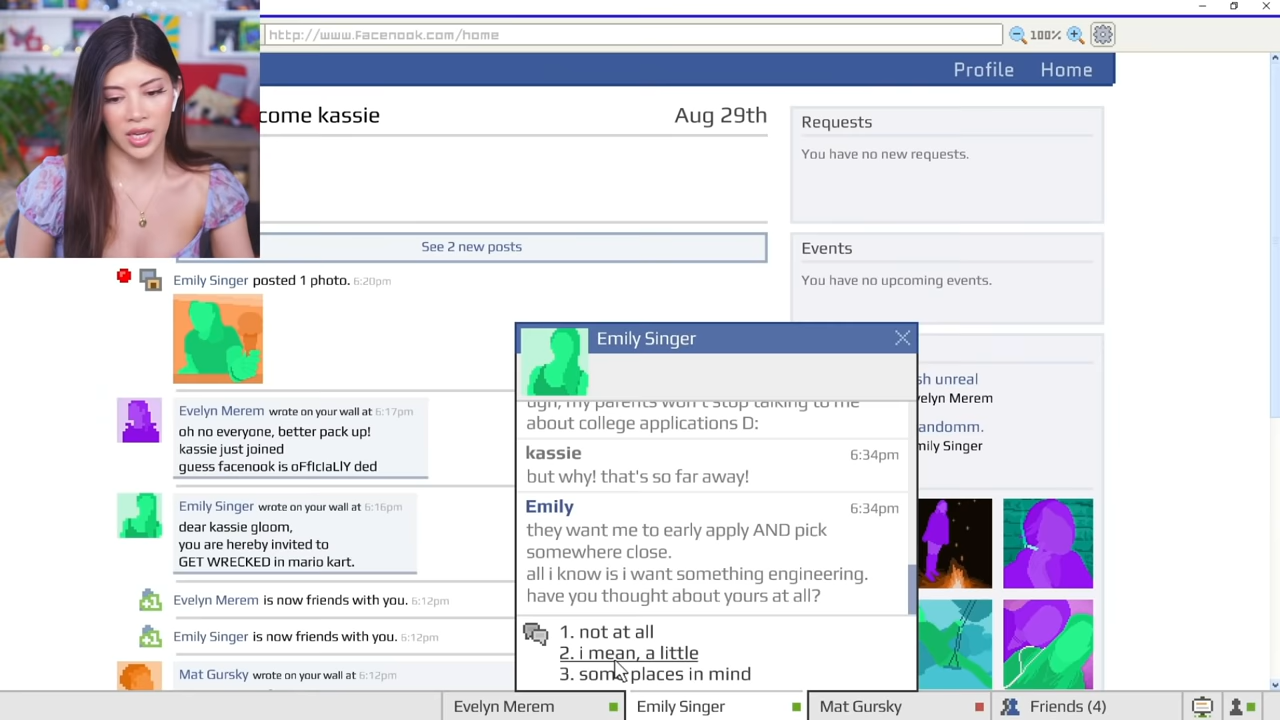 http://www.facenook.com/home
100%
Profile
Home
come kassie
Aug 29th
Requests
You have no new requests.
See 2 new posts
Events
You have no upcoming events.
Emily Singer posted 1 photo. 6:20pm
Emily Singer
sh unreal
velyn Merem
andomm.
mily Singer
Evelyn Merem wrote on your wall at 6:17pm
oh no everyone, better pack up!
kassie just joined
guess facenook is oFfIcIaLlY ded
ugh, my parents won't stop talking to me
about college applications D:
kassie 6:34pm
but why! that's so far away!
Emily 6:34pm
they want me to early apply AND pick
somewhere close.
all i know is i want something engineering.
have you thought about yours at all?
Emily Singer wrote on your wall at 6:16pm
dear kassie gloom,
you are hereby invited to
GET WRECKED in mario kart.
Evelyn Merem is now friends with you. 6:12pm
Emily Singer is now friends with you. 6:12pm
Mat Gursky wrote on your wall at 6:12pm
1. not at all
2. i mean, a little
3. some places in mind
Evelyn Merem
Emily Singer
Mat Gursky
Friends (4)